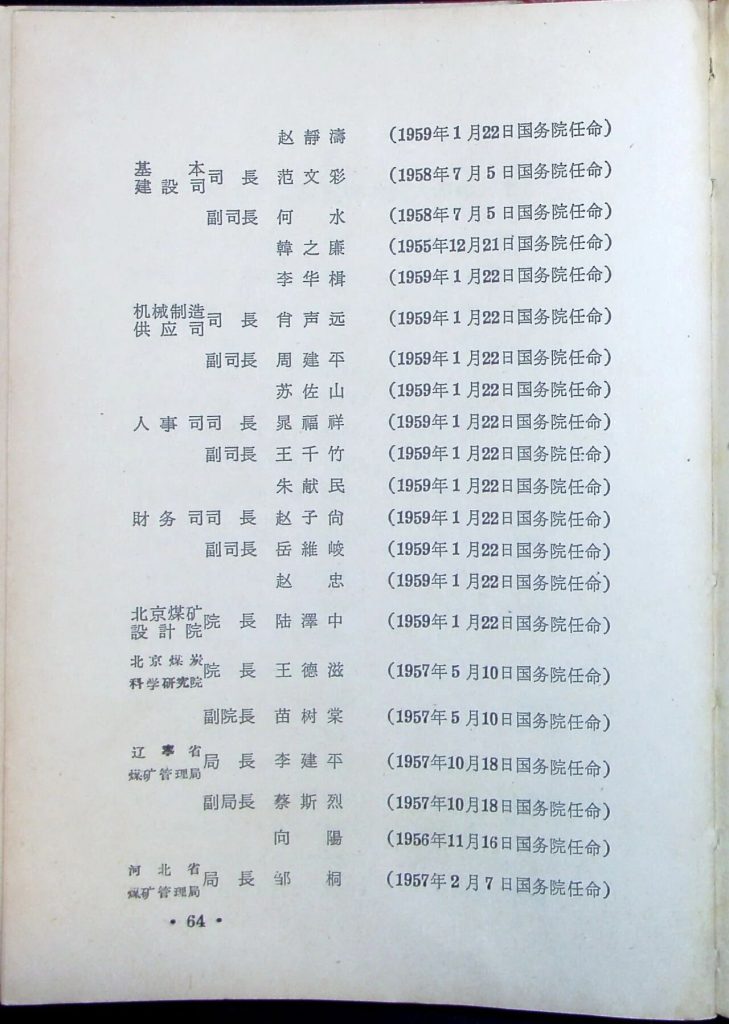 赵靜濤 (1959年1月22日国务院任命)
基本建設司 司長 范文彩 (1958年7月5日国务院任命)
副司長 何水 (1958年7月5日国务院任命)
韓之廉 (1955年12月21日国务院任命)
李华楫 (1959年1月22日国务院任命)
机械制造供应司 司長 肖声远 (1959年1月22日国务院任命)
副司長 周建平 (1959年1月22日国务院任命)
苏佐山 (1959年1月22日国务院任命)
人事司 司長 晁福祥 (1959年1月22日国务院任命)
副司長 王千竹 (1959年1月22日国务院任命)
朱献民 (1959年1月22日国务院任命)
財务司 司長 赵子尙 (1959年1月22日国务院任命)
副司長 岳維峻 (1959年1月22日国务院任命)
赵忠 (1959年1月22日国务院任命)
北京煤矿設計院 院長 陆澤中 (1959年1月22日国务院任命)
北京煤炭科学研究院 院長 王德滋 (1957年5月10日国务院任命)
副院長 苗树棠 (1957年5月10日国务院任命)
辽寧省煤矿管理局 局長 李建平 (1957年10月18日国务院任命)
副局長 蔡斯烈 (1957年10月18日国务院任命)
向陽 (1956年11月16日国务院任命)
河北省煤矿管理局 局長 邹桐 (1957年2月7日国务院任命)
• 64 •